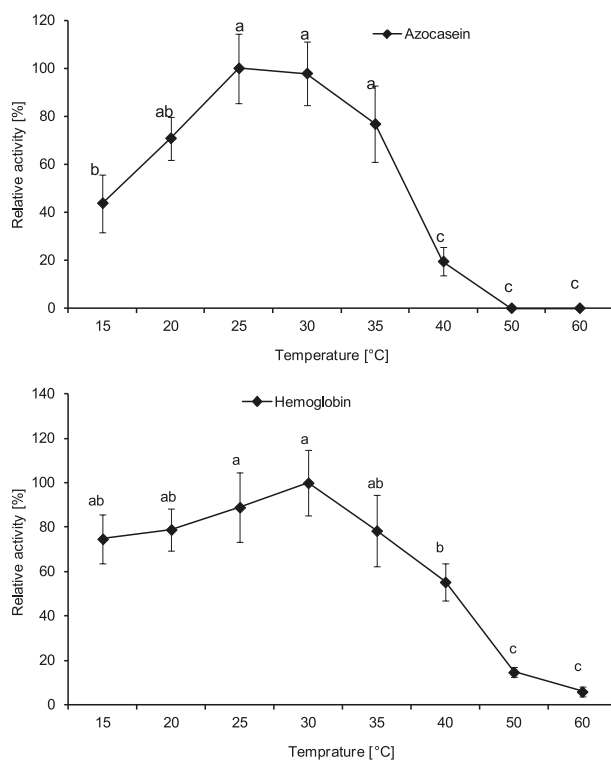 120
100
80
60
40
20
0
Relative activity [%]
Azocasein
b
ab
a
a
a
c
c
c
15 20 25 30 35 40 50 60
Temperature [°C]
140
120
100
80
60
40
20
0
Relative activity [%]
Hemoglobin
ab
ab
a
a
ab
b
c
c
15 20 25 30 35 40 50 60
Temprature [°C]